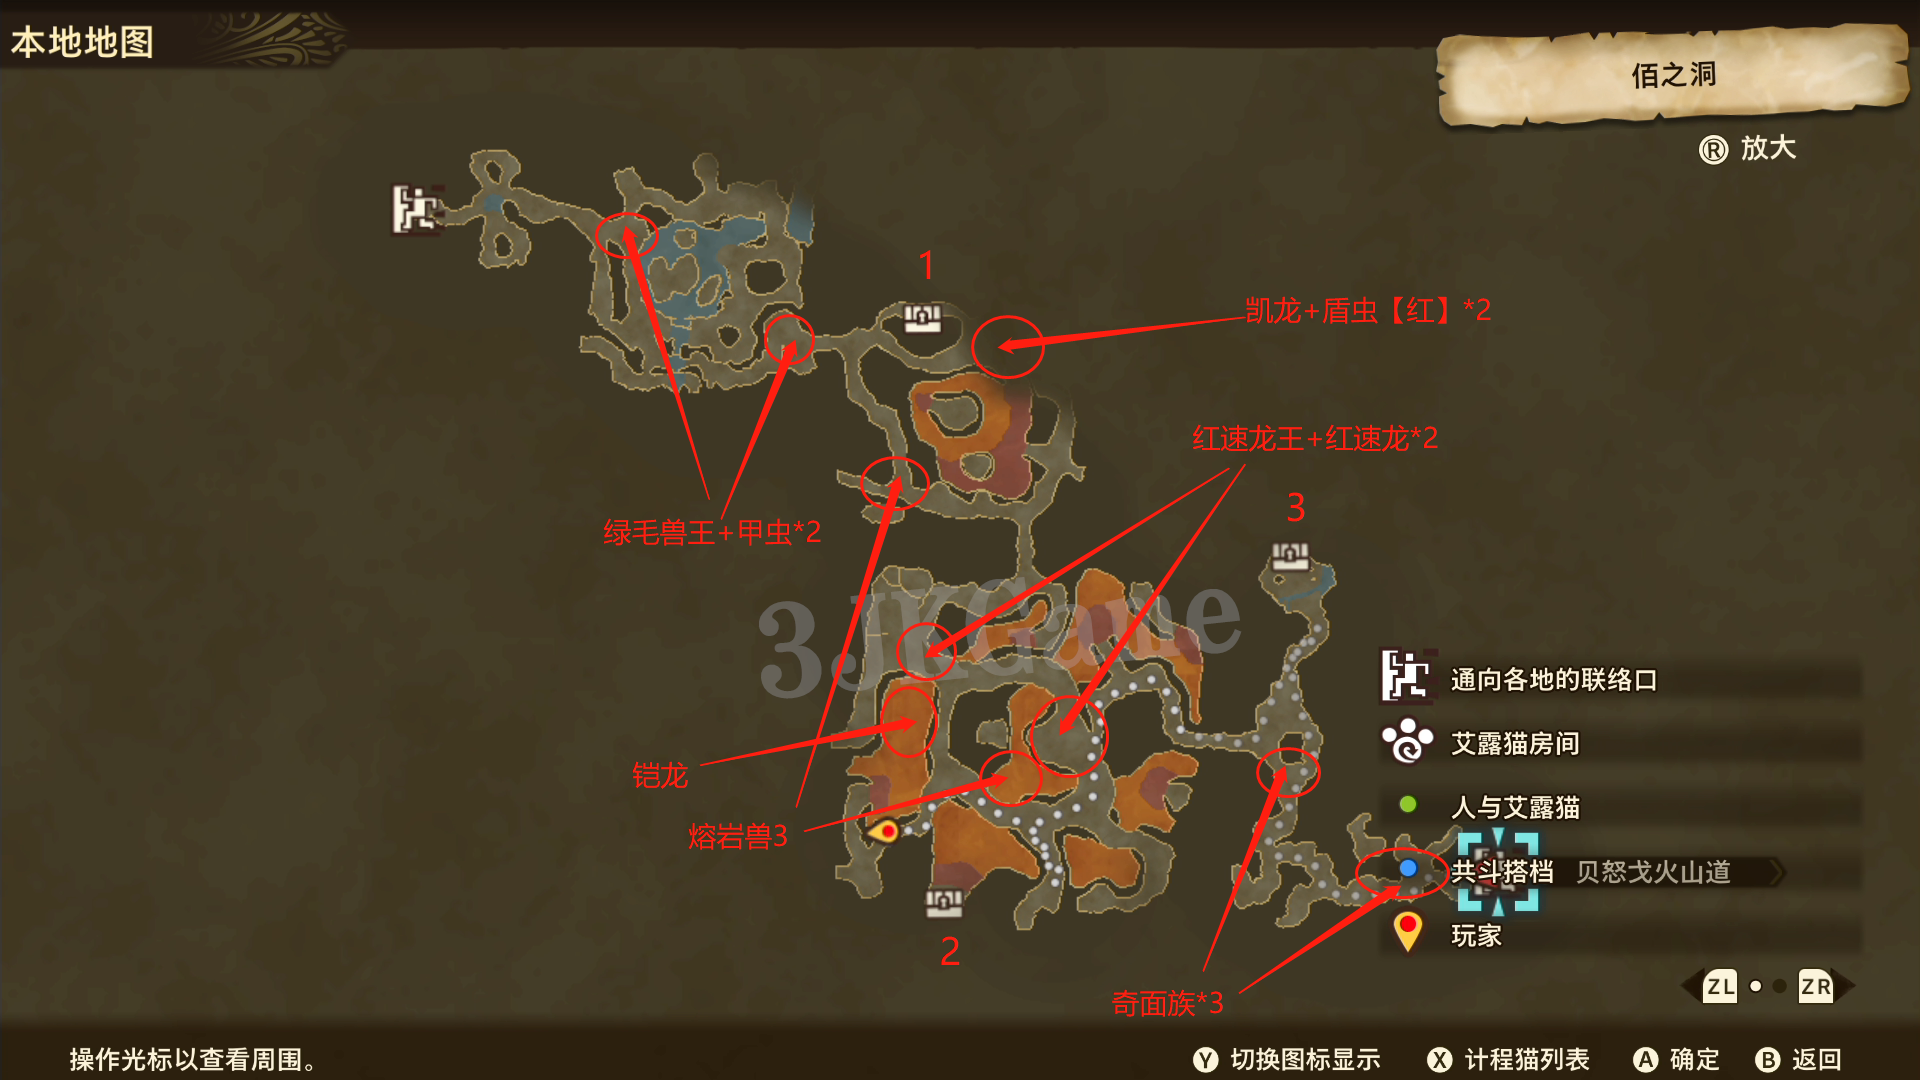 本地地图
佰之洞
R 放大
1
凯龙+盾虫【红】*2
红速龙王+红速龙*2
3
绿毛兽王+甲虫*2
3JKGame
通向各地的联络口
艾露猫房间
铠龙
人与艾露猫
熔岩兽3
共斗搭档 贝怒戈火山道
玩家
2
奇面族*3
ZL ZR
操作光标以查看周围。
Y 切换图标显示 X 计程猫列表 A 确定 B 返回